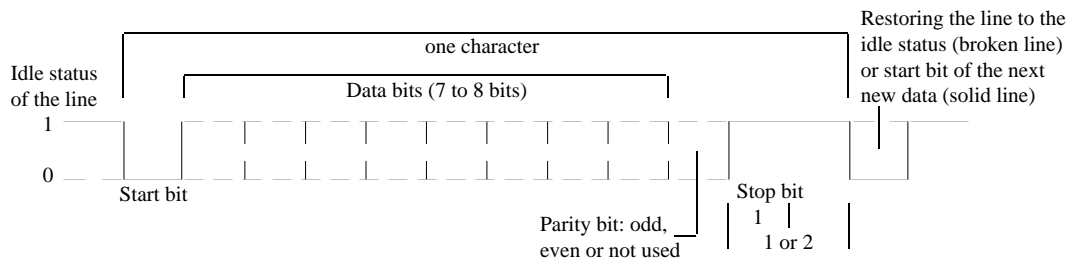 Restoring the line to the
idle status (broken line)
or start bit of the next
new data (solid line)
one character
Idle status
of the line
Data bits (7 to 8 bits)
1
0
Start bit
Stop bit
1
1 or 2
Parity bit: odd,
even or not used